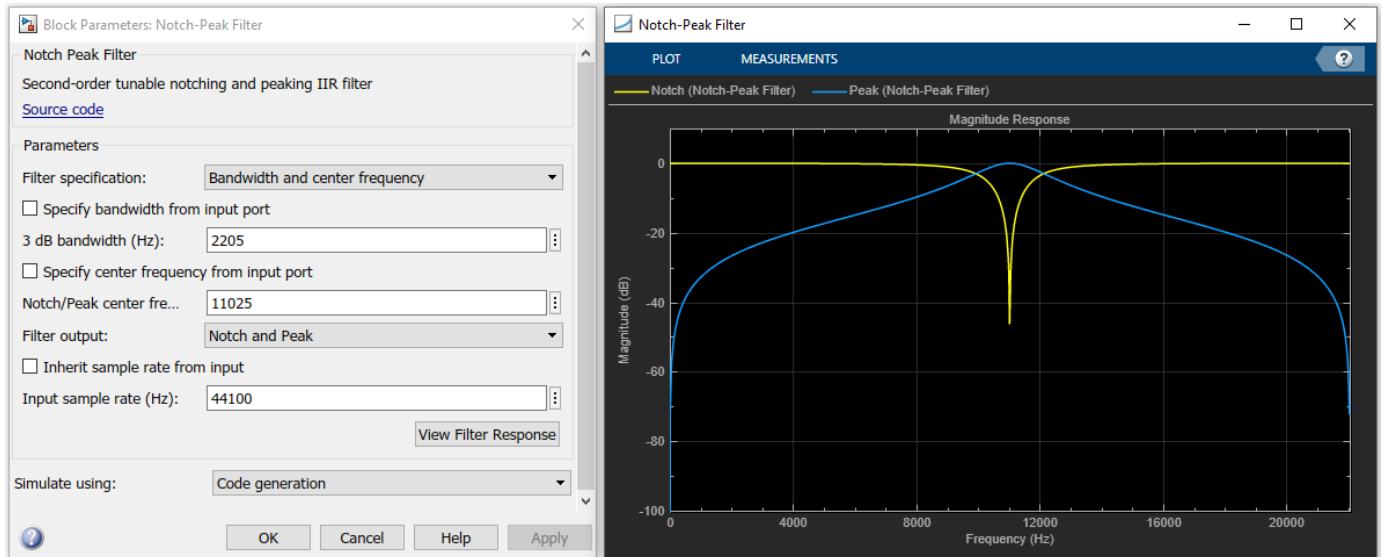 Block Parameters: Notch-Peak Filter
Notch Peak Filter
Second-order tunable notching and peaking IIR filter
Source code
Parameters
Filter specification: Bandwidth and center frequency
Specify bandwidth from input port
3 dB bandwidth (Hz): 2205
Specify center frequency from input port
Notch/Peak center fre... 11025
Filter output: Notch and Peak
Inherit sample rate from input
Input sample rate (Hz): 44100
View Filter Response
Simulate using: Code generation
OK Cancel Help Apply
Notch-Peak Filter
PLOT MEASUREMENTS
Notch (Notch-Peak Filter) Peak (Notch-Peak Filter)
Magnitude Response
0
-20
-40
-60
-80
-100
Magnitude (dB)
0 4000 8000 12000 16000 20000
Frequency (Hz)